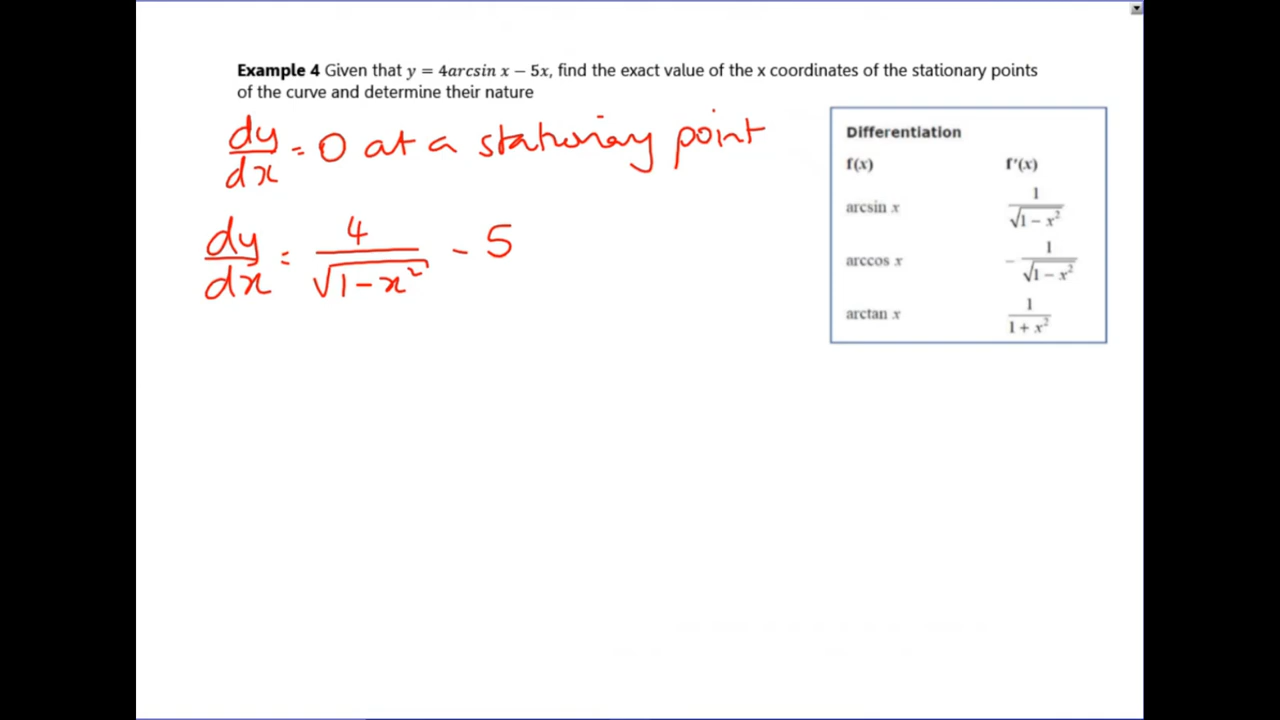 Example 4 Given that y = 4arcsin x − 5x, find the exact value of the x coordinates of the stationary points
of the curve and determine their nature
dy/dx = 0 at a stationary point
dy/dx = 4/√(1−x²) − 5
Differentiation
f(x) f'(x)
arcsin x 1/√(1 − x²)
arccos x −1/√(1 − x²)
arctan x 1/(1 + x²)